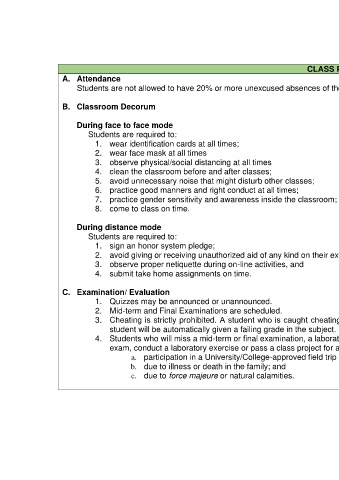 CLASS
A. Attendance
Students are not allowed to have 20% or more unexcused absences of the
B. Classroom Decorum
During face to face mode
Students are required to:
1. wear identification cards at all times;
2. wear face mask at all times
3. observe physical/social distancing at all times
4. clean the classroom before and after classes;
5. avoid unnecessary noise that might disturb other classes;
6. practice good manners and right conduct at all times;
7. practice gender sensitivity and awareness inside the classroom;
8. come to class on time.
During distance mode
Students are required to:
1. sign an honor system pledge;
2. avoid giving or receiving unauthorized aid of any kind on their ex
3. observe proper netiquette during on-line activities, and
4. submit take home assignments on time.
C. Examination/ Evaluation
1. Quizzes may be announced or unannounced.
2. Mid-term and Final Examinations are scheduled.
3. Cheating is strictly prohibited. A student who is caught cheating
student will be automatically given a failing grade in the subject.
4. Students who will miss a mid-term or final examination, a laborat
exam, conduct a laboratory exercise or pass a class project for a
a. participation in a University/College-approved field trip
b. due to illness or death in the family; and
c. due to force majeure or natural calamities.